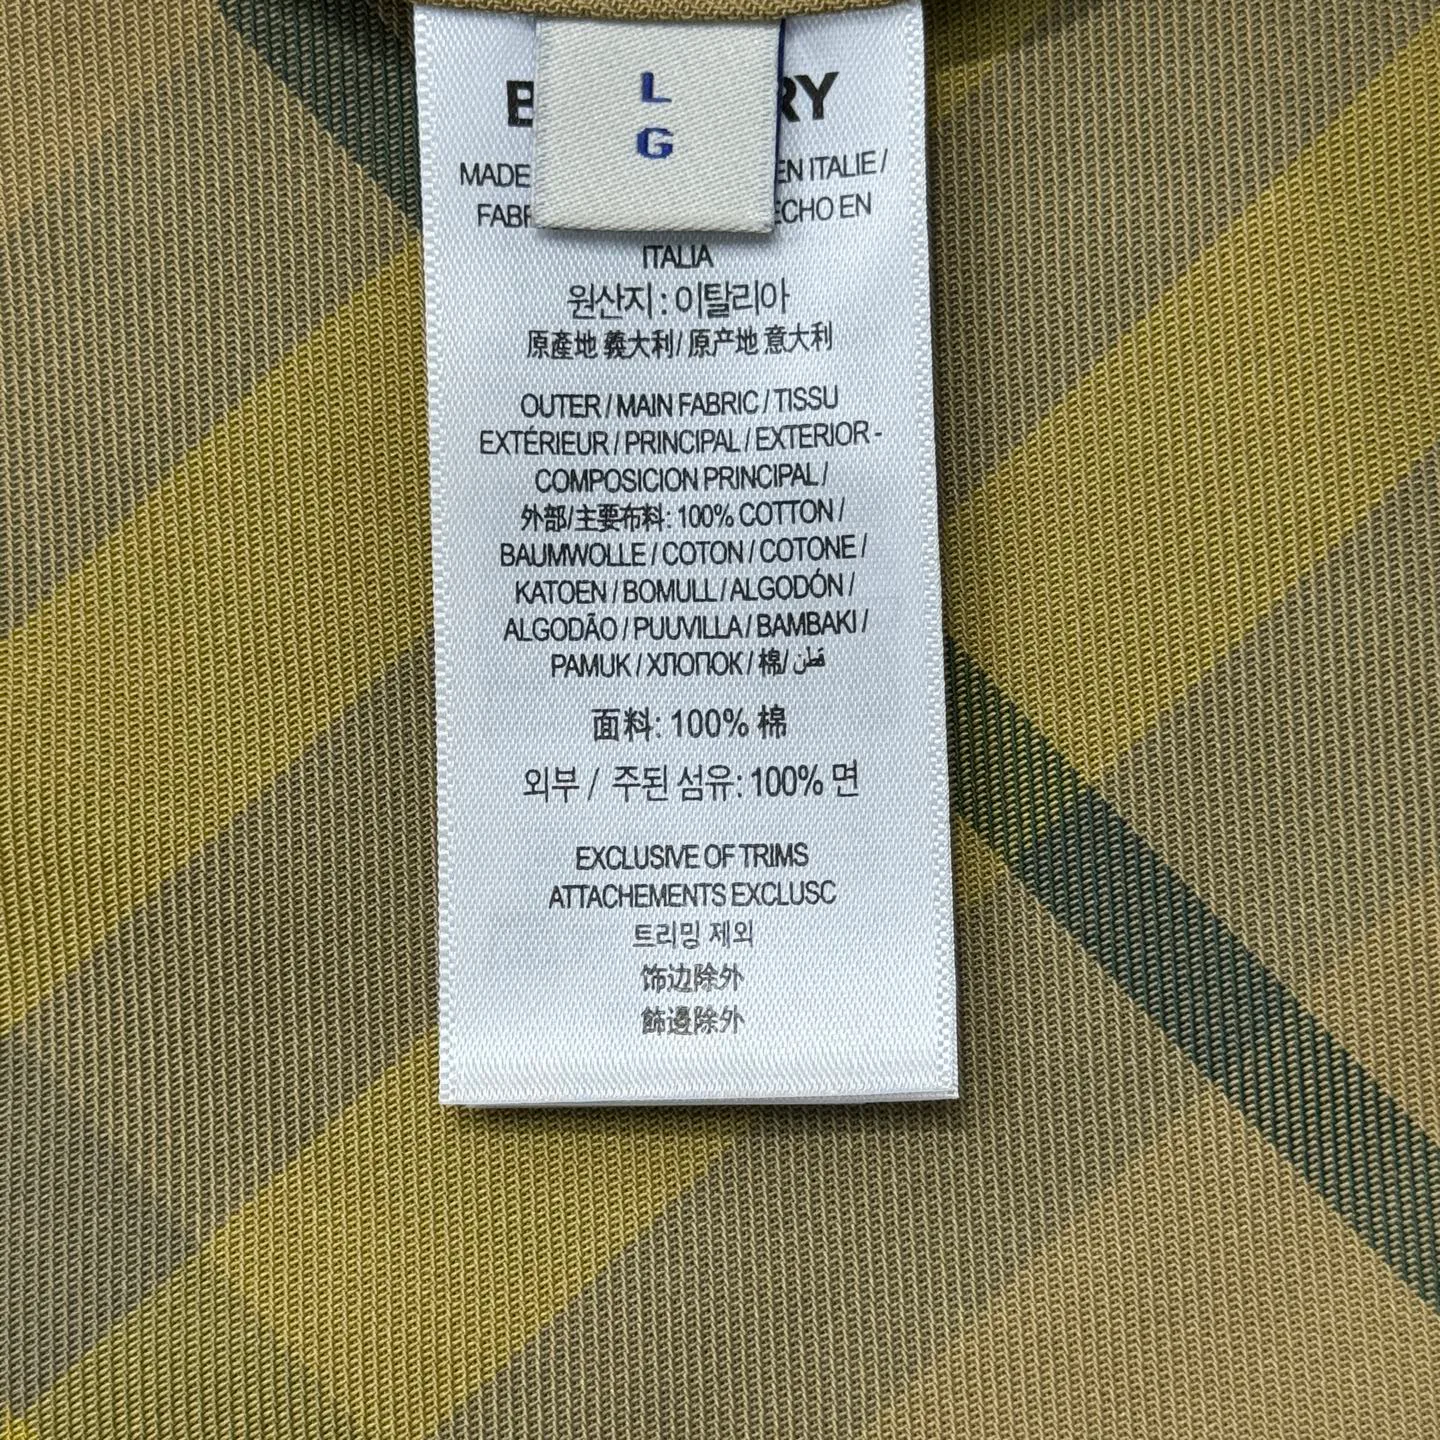 L
G
MADE EN ITALIE /
ITALIA
원산지 : 이탈리아
原產地 義大利/ 原产地 意大利
OUTER / MAIN FABRIC / TISSU
EXTÉRIEUR / PRINCIPAL / EXTERIOR -
COMPOSICION PRINCIPAL /
外部/主要布料: 100% COTTON /
BAUMWOLLE / COTON / COTONE /
KATOEN / BOMULL / ALGODÓN /
ALGODÃO / PUUVILLA / BAMBAKI /
PAMUK / ХЛОПОК / 棉/ قطن
面料: 100% 棉
외부 / 주된 섬유: 100% 면
EXCLUSIVE OF TRIMS
ATTACHEMENTS EXCLUSC
트리밍 제외
饰边除外
飾邊除外